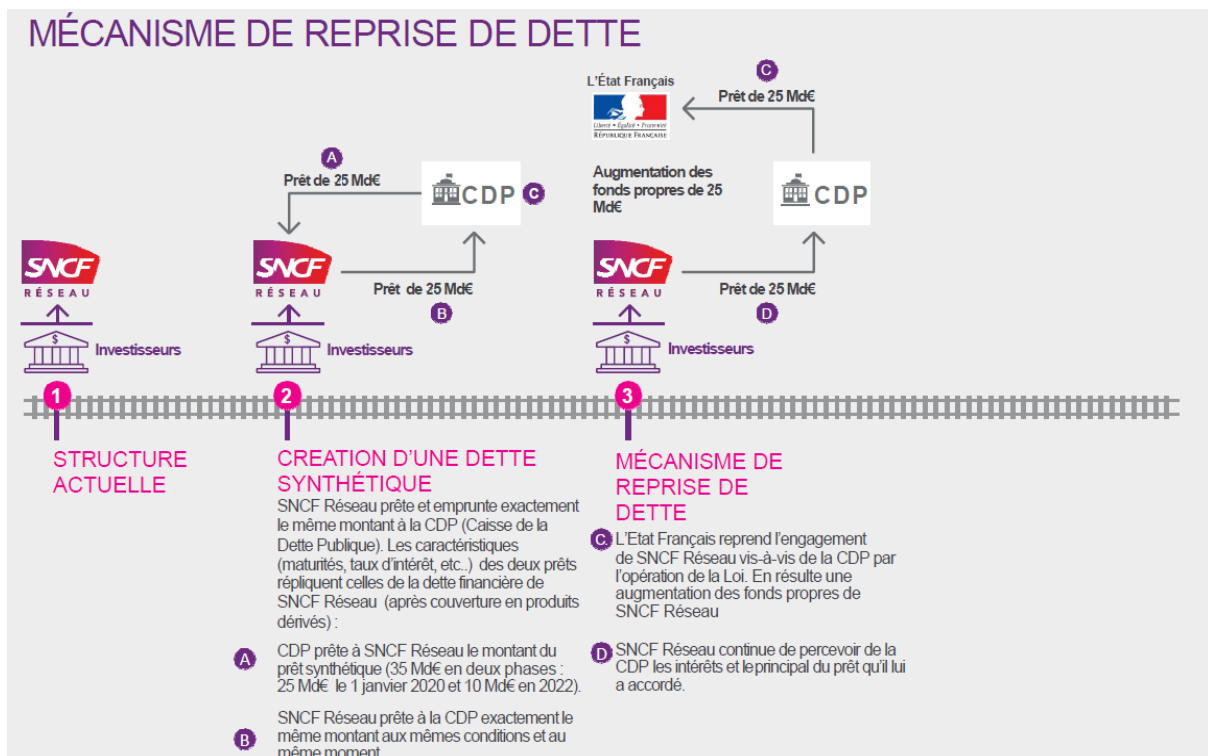 MÉCANISME DE REPRISE DE DETTE
L'État Français
C
Prêt de 25 Md€
Liberté • Égalité • Fraternité
RÉPUBLIQUE FRANÇAISE
A
Prêt de 25 Md€
CDP
C
Augmentation des
fonds propres de 25
Md€
CDP
SNCF
RÉSEAU
SNCF
RÉSEAU
Prêt de 25 Md€
B
SNCF
RÉSEAU
Prêt de 25 Md€
D
$
Investisseurs
$
Investisseurs
$
Investisseurs
1
2
3
STRUCTURE
ACTUELLE
CREATION D'UNE DETTE
SYNTHÉTIQUE
SNCF Réseau prête et emprunte exactement
le même montant à la CDP (Caisse de la
Dette Publique). Les caractéristiques
(maturités, taux d'intérêt, etc..) des deux prêts
répliquent celles de la dette financière de
SNCF Réseau (après couverture en produits
dérivés) :
A
CDP prête à SNCF Réseau le montant du
prêt synthétique (35 Md€ en deux phases :
25 Md€ le 1 janvier 2020 et 10 Md€ en 2022).
B
SNCF Réseau prête à la CDP exactement le
même montant aux mêmes conditions et au
même moment
MÉCANISME DE
REPRISE DE
DETTE
C. L'Etat Français reprend l'engagement
de SNCF Réseau vis-à-vis de la CDP par
l'opération de la Loi. En résulte une
augmentation des fonds propres de
SNCF Réseau
D SNCF Réseau continue de percevoir de la
CDP les intérêts et le principal du prêt qu'il lui
a accordé.